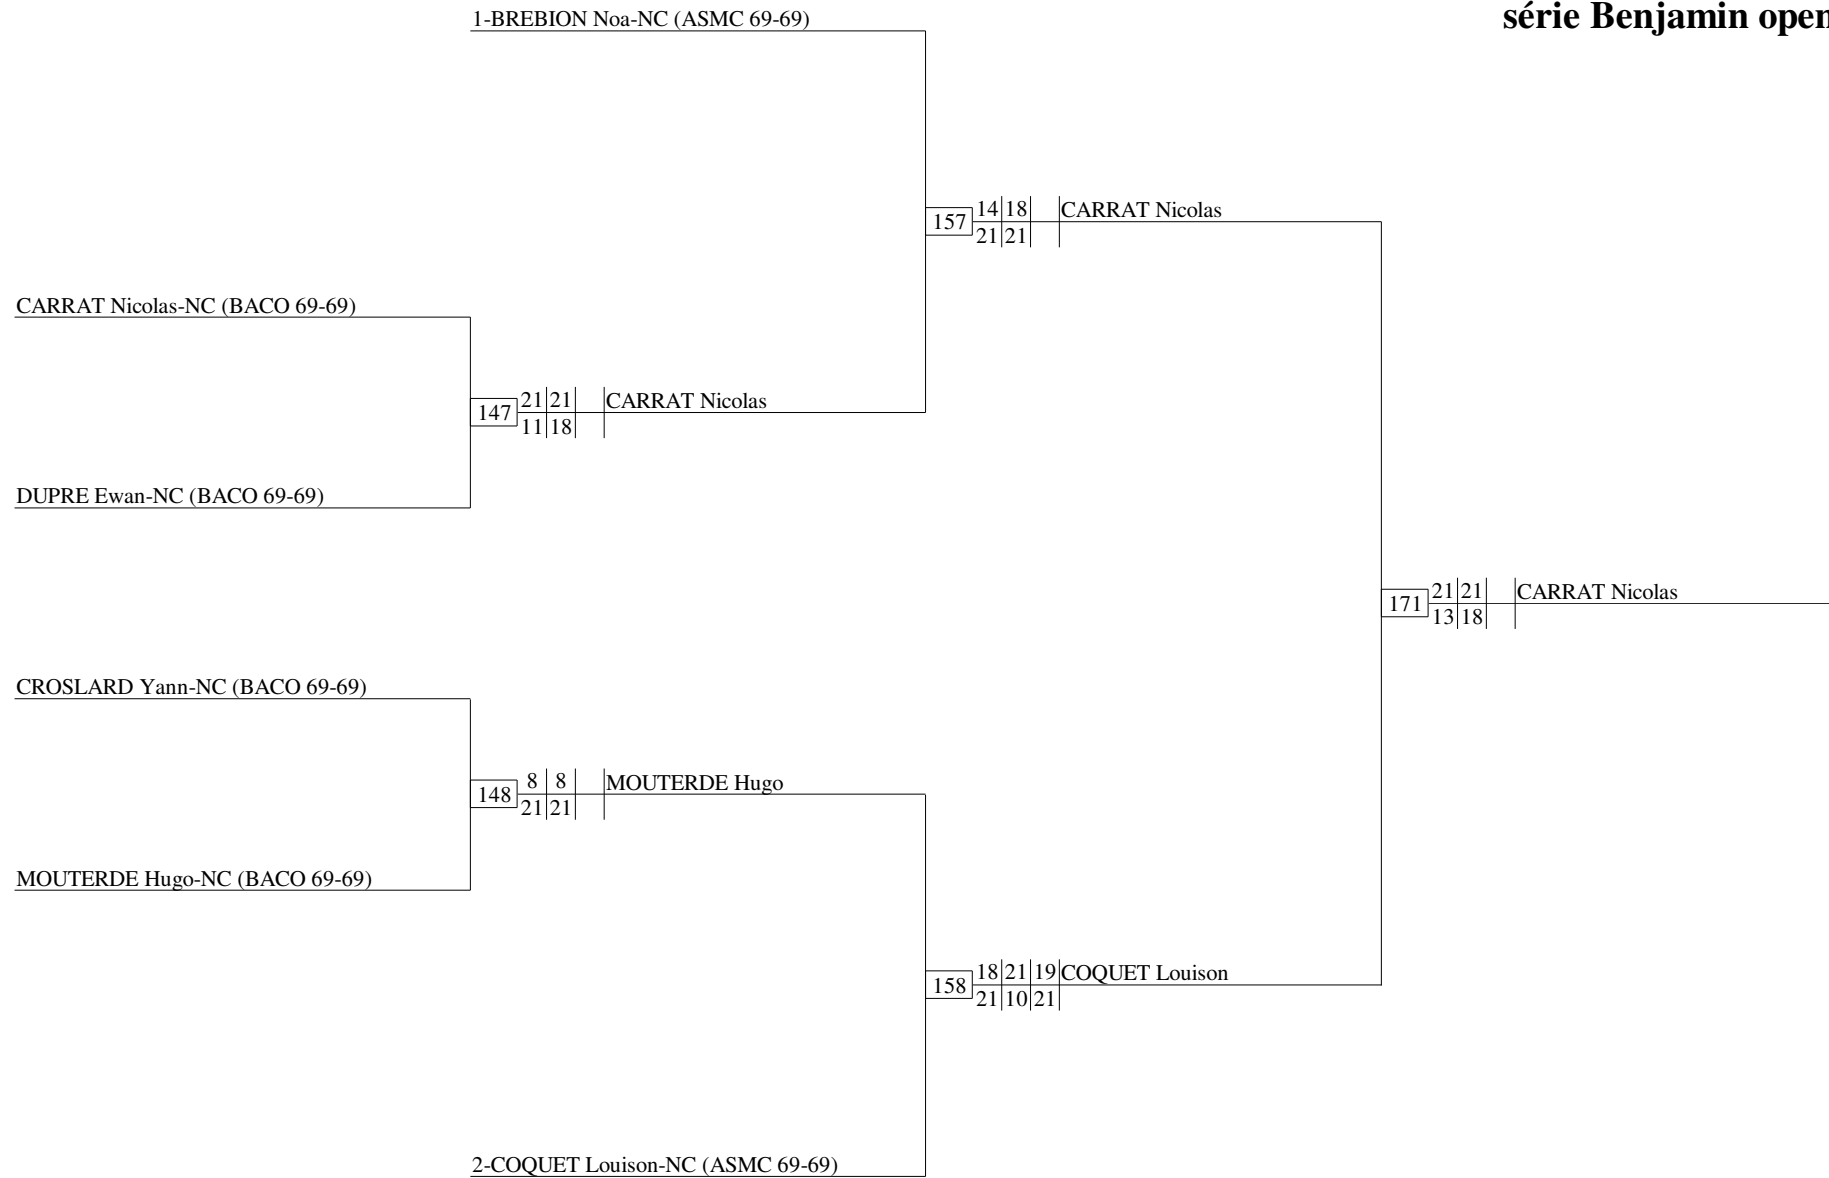 série Benjamin open
1-BREBION Noa-NC (ASMC 69-69)
157 14 18 CARRAT Nicolas
21 21
CARRAT Nicolas-NC (BACO 69-69)
147 21 21 CARRAT Nicolas
11 18
DUPRE Ewan-NC (BACO 69-69)
171 21 21 CARRAT Nicolas
13 18
CROSLARD Yann-NC (BACO 69-69)
148 8 8 MOUTERDE Hugo
21 21
MOUTERDE Hugo-NC (BACO 69-69)
158 18 21 19 COQUET Louison
21 10 21
2-COQUET Louison-NC (ASMC 69-69)